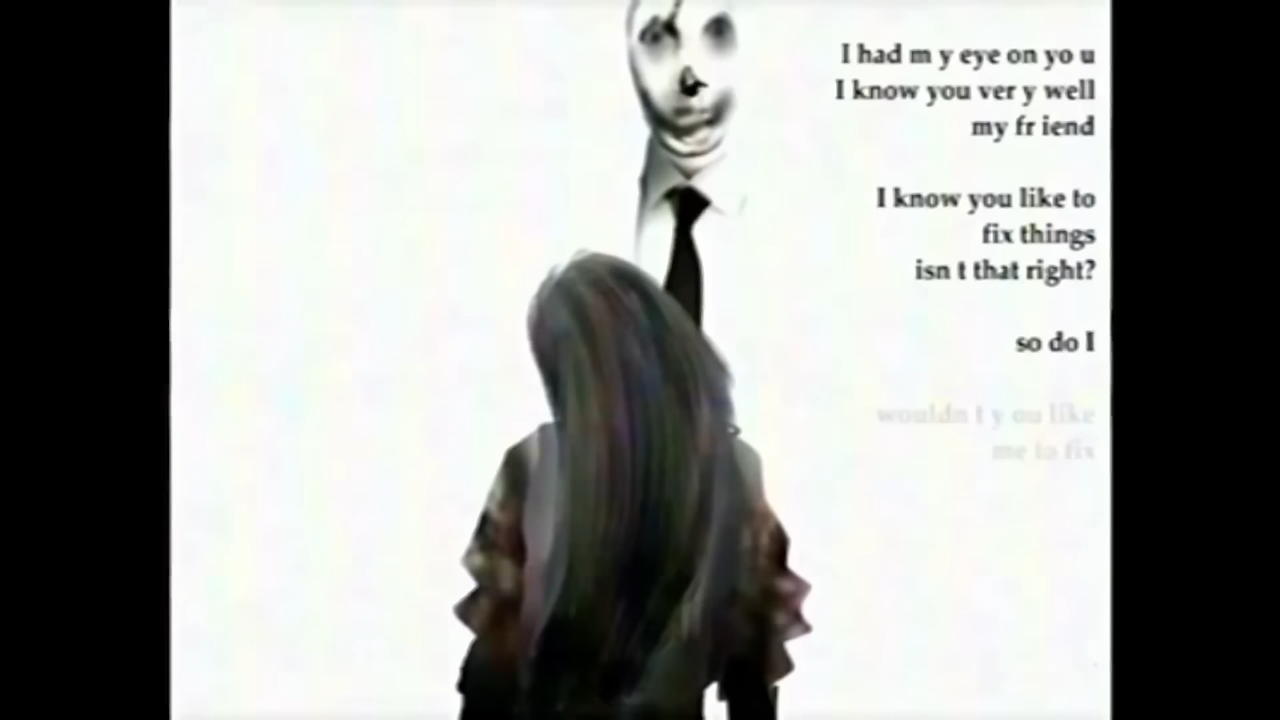 I had m y eye on yo u
I know you ver y well
my fr iend
I know you like to
fix things
isn t that right?
so do I
wouldn t y ou like
me to fix